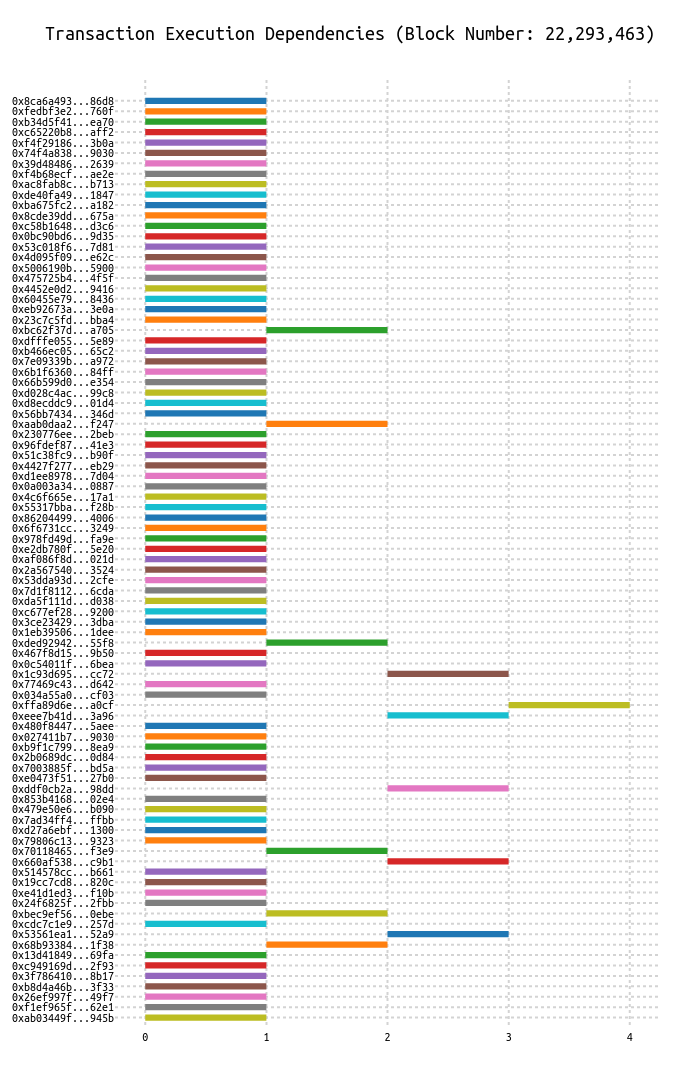 Transaction Execution Dependencies (Block Number: 22,293,463)
0x8ca6a493...86d8
0xfedbf3e2...760f
0xb34d5f41...ea70
0xc65220b8...aff2
0xf4f29186...3b0a
0x74f4a838...9030
0x39d48486...2639
0xf4b68ecf...ae2e
0xac8fab8c...b713
0xde40fa49...1847
0xba675fc2...a182
0x8cde39dd...675a
0xc58b1648...d3c6
0x0bc90bd6...9d35
0x53c018f6...7d81
0x4d095f09...e62c
0x5006190b...5900
0x475725b4...4f5f
0x4452e0d2...9416
0x60455e79...8436
0xeb92673a...3e0a
0x23c7c5fd...bba4
0xbc62f37d...a705
0xdfffe055...5e89
0xb466ec05...65c2
0x7e09339b...a972
0x6b1f6360...84ff
0x66b599d0...e354
0xd028c4ac...99c8
0xd8ecddc9...01d4
0x56bb7434...346d
0xaab0daa2...f247
0x230776ee...2beb
0x96fdef87...41e3
0x51c38fc9...b90f
0x4427f277...eb29
0xd1ee8978...7d04
0x0a003a34...0887
0x4c6f665e...17a1
0x55317bba...f28b
0x86204499...4006
0x6f6731cc...3249
0x978fd49d...fa9e
0xe2db780f...5e20
0xaf086f8d...021d
0x2a567540...3524
0x53dda93d...2cfe
0x7d1f8112...6cda
0xda5f111d...d038
0xc677ef28...9200
0x3ce23429...3dba
0x1eb39506...1dee
0xded92942...55f8
0x467f8d15...9b50
0x0c54011f...6bea
0x1c93d695...cc72
0x77469c43...d642
0x034a55a0...cf03
0xffa89d6e...a0cf
0xeee7b41d...3a96
0x480f8447...5aee
0x027411b7...9030
0xb9f1c799...8ea9
0x2b0689dc...0d84
0x7003885f...bd5a
0xe0473f51...27b0
0xddf0cb2a...98dd
0x853b4168...02e4
0x479e50e6...b090
0x7ad34ff4...ffbb
0xd27a6ebf...1300
0x79806c13...9323
0x70118465...f3e9
0x660af538...c9b1
0x514578cc...b661
0x19cc7cd8...820c
0xe41d1ed3...f10b
0x24f6825f...2fbb
0xbec9ef56...0ebe
0xcdc7c1e9...257d
0x53561ea1...52a9
0x68b93384...1f38
0x13d41849...69fa
0xc949169d...2f93
0x3f786410...8b17
0xb8d4a46b...3f33
0x26ef997f...49f7
0xf1ef965f...62e1
0xab03449f...945b
0 1 2 3 4